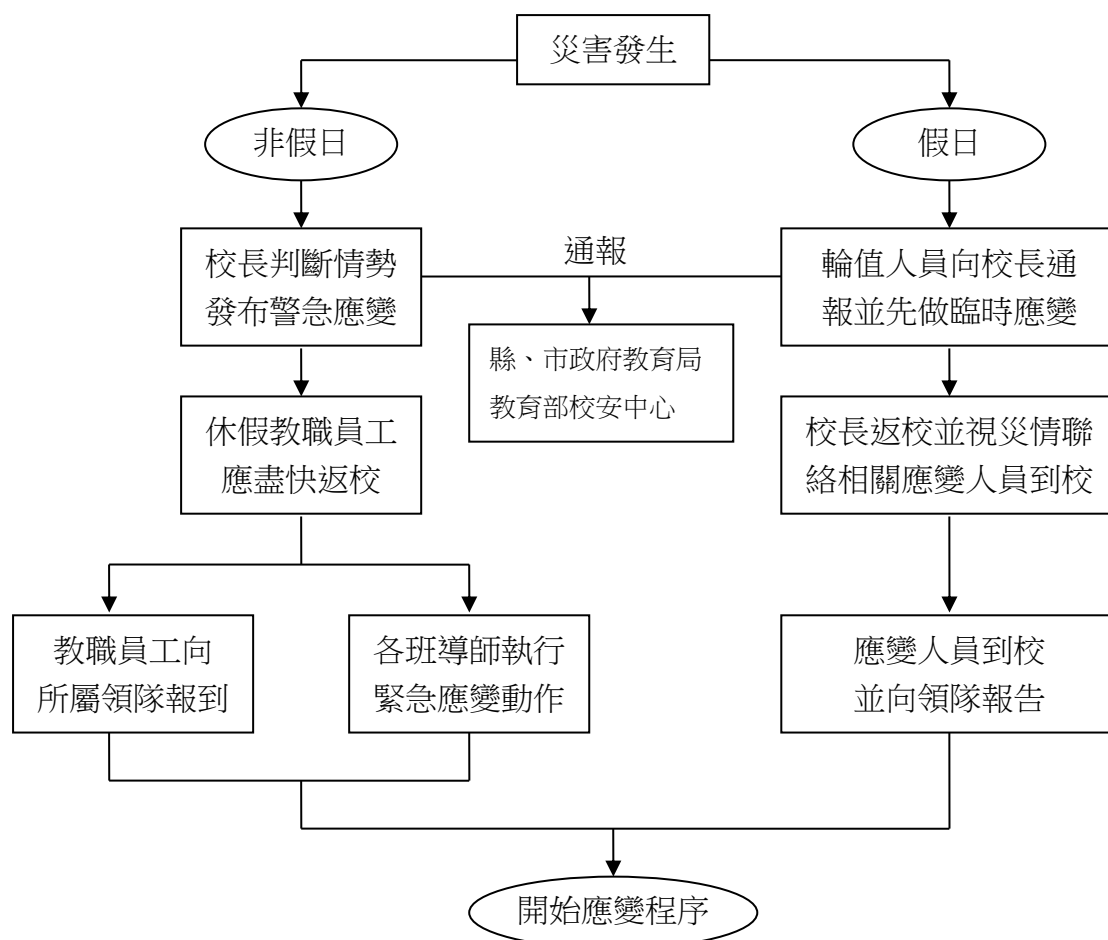 災害發生
非假日
假日
校長判斷情勢
發布警急應變
通報
輪值人員向校長通
報並先做臨時應變
縣、市政府教育局
教育部校安中心
休假教職員工
應盡快返校
校長返校並視災情聯
絡相關應變人員到校
教職員工向
所屬領隊報到
各班導師執行
緊急應變動作
應變人員到校
並向領隊報告
開始應變程序